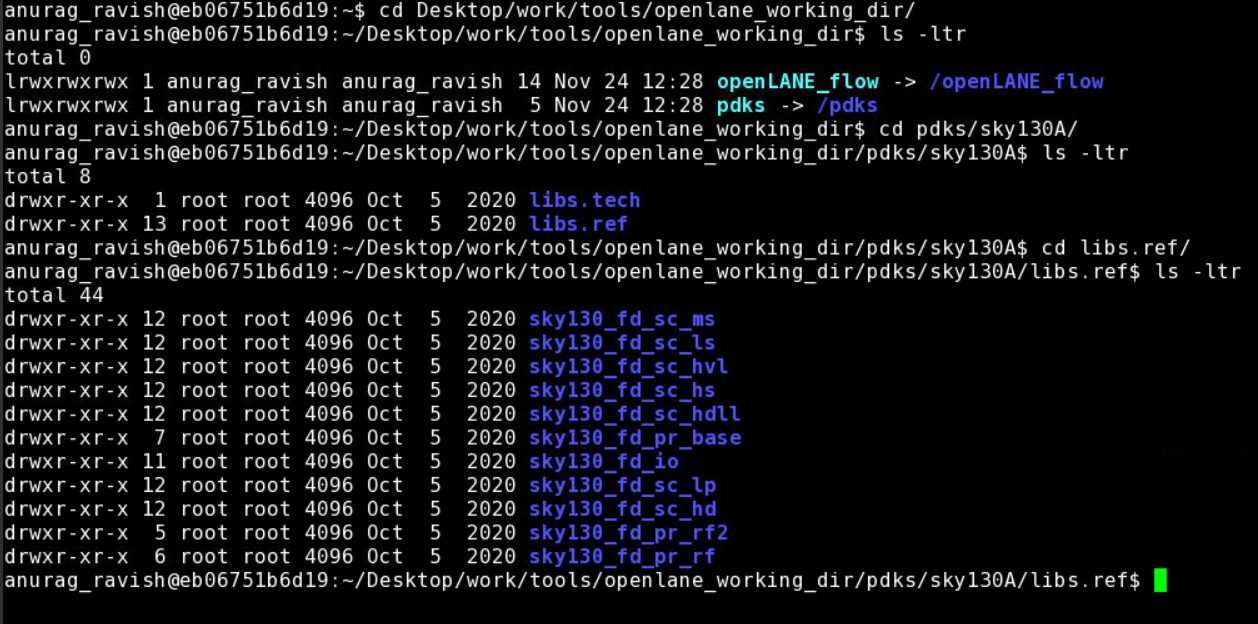 anurag_ravish@eb06751b6d19:~$ cd Desktop/work/tools/openlane_working_dir/
anurag_ravish@eb06751b6d19:~/Desktop/work/tools/openlane_working_dir$ ls -ltr
total 0
lrwxrwxrwx 1 anurag_ravish anurag_ravish 14 Nov 24 12:28 openLANE_flow -> /openLANE_flow
lrwxrwxrwx 1 anurag_ravish anurag_ravish  5 Nov 24 12:28 pdks -> /pdks
anurag_ravish@eb06751b6d19:~/Desktop/work/tools/openlane_working_dir$ cd pdks/sky130A/
anurag_ravish@eb06751b6d19:~/Desktop/work/tools/openlane_working_dir/pdks/sky130A$ ls -ltr
total 8
drwxr-xr-x  1 root root 4096 Oct  5  2020 libs.tech
drwxr-xr-x 13 root root 4096 Oct  5  2020 libs.ref
anurag_ravish@eb06751b6d19:~/Desktop/work/tools/openlane_working_dir/pdks/sky130A$ cd libs.ref/
anurag_ravish@eb06751b6d19:~/Desktop/work/tools/openlane_working_dir/pdks/sky130A/libs.ref$ ls -ltr
total 44
drwxr-xr-x 12 root root 4096 Oct  5  2020 sky130_fd_sc_ms
drwxr-xr-x 12 root root 4096 Oct  5  2020 sky130_fd_sc_ls
drwxr-xr-x 12 root root 4096 Oct  5  2020 sky130_fd_sc_hvl
drwxr-xr-x 12 root root 4096 Oct  5  2020 sky130_fd_sc_hs
drwxr-xr-x 12 root root 4096 Oct  5  2020 sky130_fd_sc_hdll
drwxr-xr-x  7 root root 4096 Oct  5  2020 sky130_fd_pr_base
drwxr-xr-x 11 root root 4096 Oct  5  2020 sky130_fd_io
drwxr-xr-x 12 root root 4096 Oct  5  2020 sky130_fd_sc_lp
drwxr-xr-x 12 root root 4096 Oct  5  2020 sky130_fd_sc_hd
drwxr-xr-x  5 root root 4096 Oct  5  2020 sky130_fd_pr_rf2
drwxr-xr-x  6 root root 4096 Oct  5  2020 sky130_fd_pr_rf
anurag_ravish@eb06751b6d19:~/Desktop/work/tools/openlane_working_dir/pdks/sky130A/libs.ref$